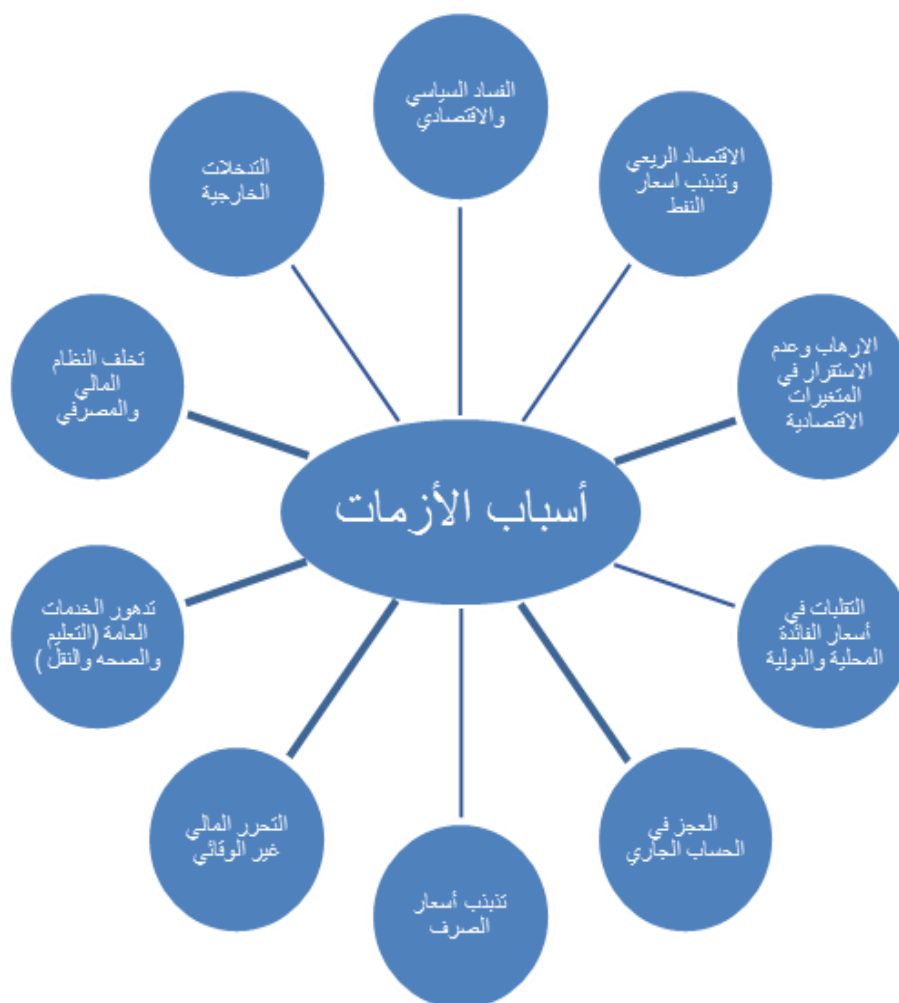 أسباب الأزمات
الفساد السياسي
والاقتصادي
الاقتصاد الريعي
وتذبذب اسعار
النفط
الارهاب وعدم
الاستقرار في
المتغيرات
الاقتصادية
التقلبات في
أسعار الفائدة
المحلية والدولية
العجز في
الحساب الجاري
تذبذب أسعار
الصرف
التحرر المالي
غير الوقائي
تدهور الخدمات
العامة (التعليم
والصحه والنقل )
تخلف النظام
المالي
والمصرفي
التدخلات
الخارجية